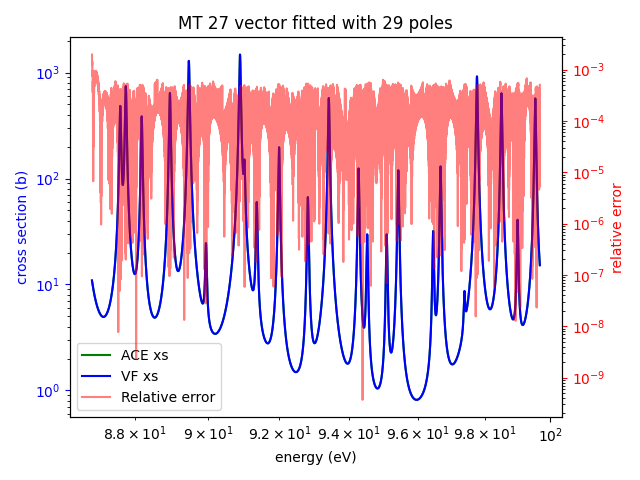 MT 27 vector fitted with 29 poles
10³
10² 
10¹
10⁰
cross section (b)
10⁻³
10⁻⁴
10⁻⁵
10⁻⁶
10⁻⁷
10⁻⁸
10⁻⁹
relative error
ACE xs
VF xs
Relative error
8.8 × 10¹ 9 × 10¹ 9.2 × 10¹ 9.4 × 10¹ 9.6 × 10¹ 9.8 × 10¹ 10²
energy (eV)